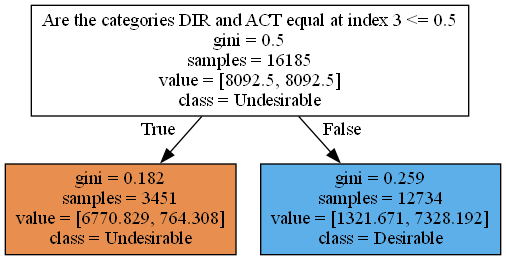 Are the categories DIR and ACT equal at index 3 <= 0.5
gini = 0.5
samples = 16185
value = [8092.5, 8092.5]
class = Undesirable
True
False
gini = 0.182
samples = 3451
value = [6770.829, 764.308]
class = Undesirable
gini = 0.259
samples = 12734
value = [1321.671, 7328.192]
class = Desirable